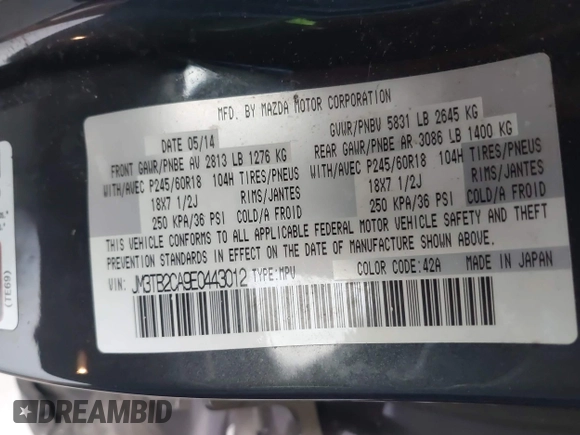 MFD. BY MAZDA MOTOR CORPORATION
DATE 05/14
GVWR/PNBV 5831 LB 2645 KG
FRONT GAWR/PNBE AV 2813 LB 1276 KG
REAR GAWR/PNBE AR 3086 LB 1400 KG
WITH/AVEC P245/60R18 104H TIRES/PNEUS
WITH/AVEC P245/60R18 104H TIRES/PNEUS
18X7 1/2J RIMS/JANTES
18X7 1/2J RIMS/JANTES
250 KPA/36 PSI COLD/A FROID
250 KPA/36 PSI COLD/A FROID
THIS VEHICLE CONFORMS TO ALL APPLICABLE FEDERAL MOTOR VEHICLE SAFETY AND THEFT
PREVENTION STANDARDS IN EFFECT ON THE DATE OF MANUFACTURE SHOWN ABOVE.
VIN: JM3TB2CA9E0443012 TYPE:MPV COLOR CODE:42A MADE IN JAPAN
(TE69)
DREAMBID